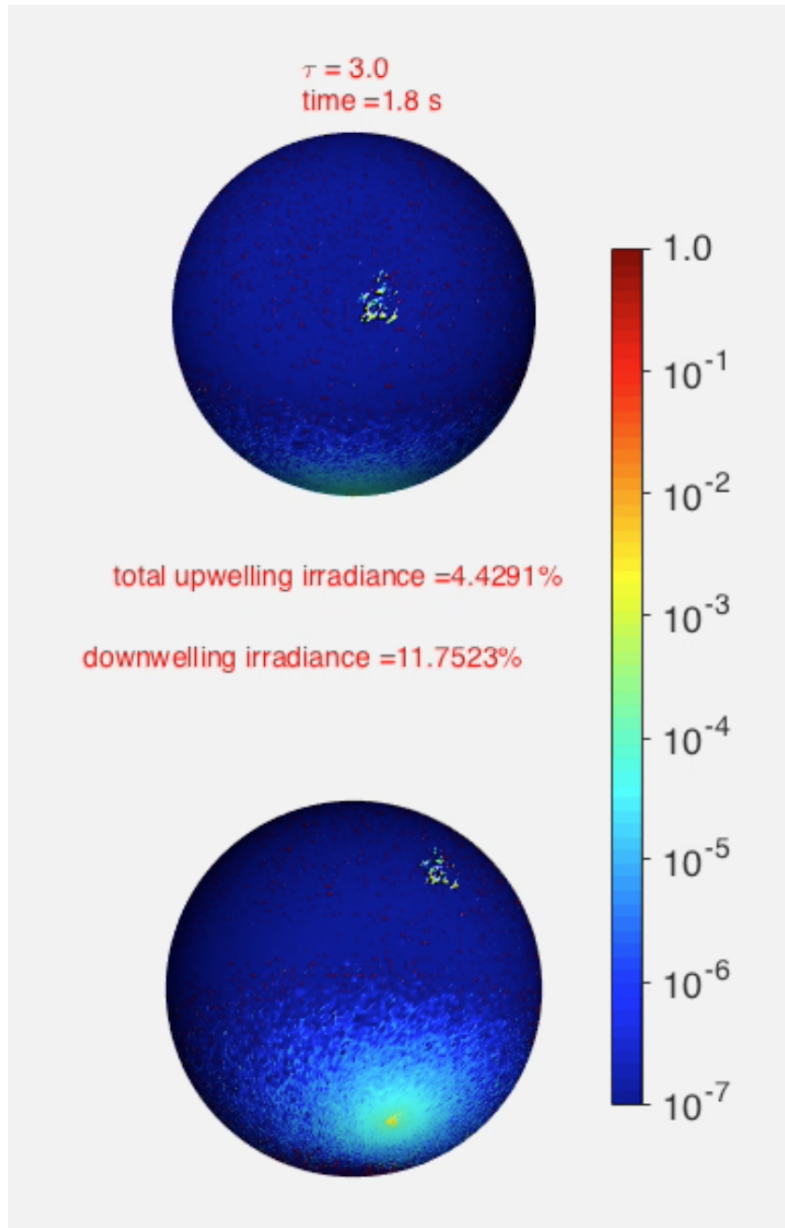 τ = 3.0
time =1.8 s
1.0
10⁻¹
10⁻²
total upwelling irradiance =4.4291%
10⁻³
downwelling irradiance =11.7523%
10⁻⁴
10⁻⁵
10⁻⁶
10⁻⁷